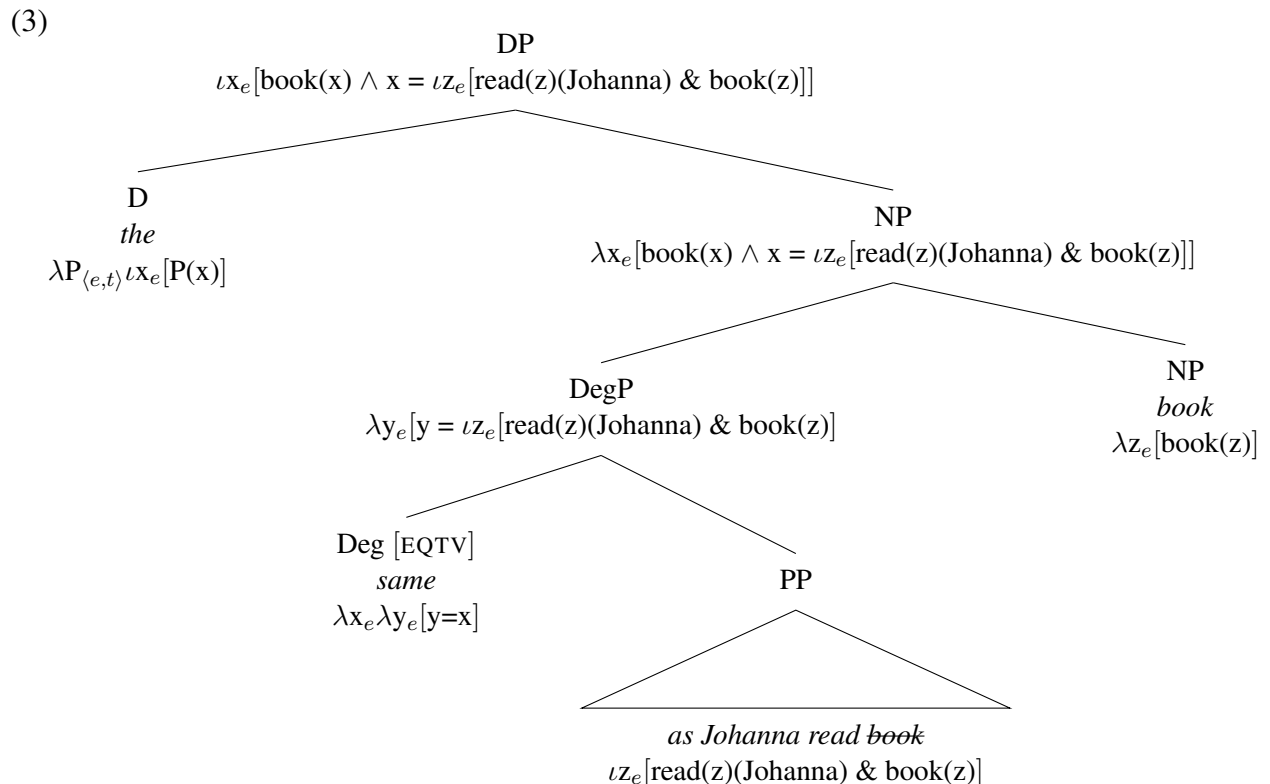 (3)
DP
ιx_e[book(x) ∧ x = ιz_e[read(z)(Johanna) & book(z)]]
D
the
λP_⟨e,t⟩ιx_e[P(x)]
NP
λx_e[book(x) ∧ x = ιz_e[read(z)(Johanna) & book(z)]]
DegP
λy_e[y = ιz_e[read(z)(Johanna) & book(z)]
NP
book
λz_e[book(z)]
Deg [EQTV]
same
λx_eλy_e[y=x]
PP
as Johanna read ~~book~~
ιz_e[read(z)(Johanna) & book(z)]